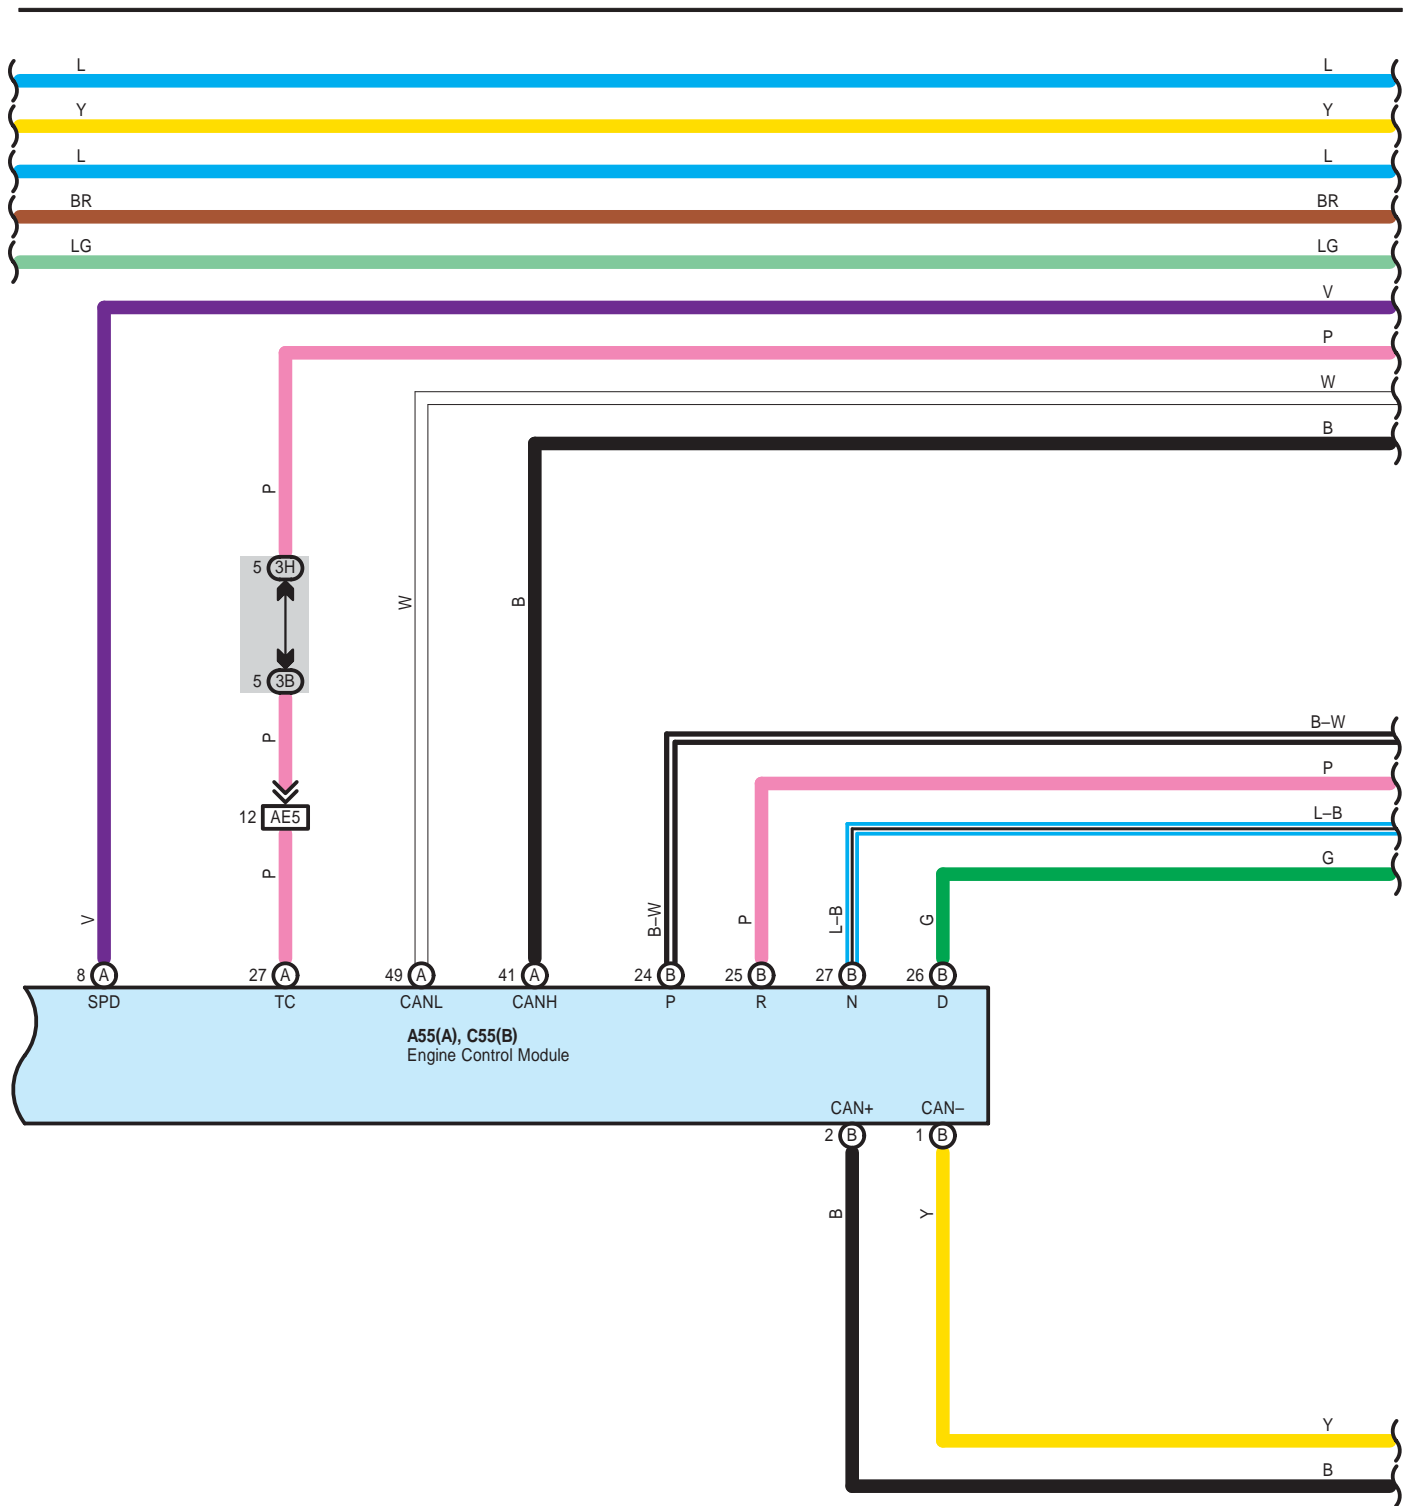 L L
Y Y
L L
BR BR
LG LG
V
P
W
B
P
5 3H
W B
5 3B
B–W
P
P
L–B
12 AE5
G
P
V B–W P L–B G
8 A 27 A 49 A 41 A 24 B 25 B 27 B 26 B
SPD TC CANL CANH P R N D
A55(A), C55(B)
Engine Control Module
CAN+ CAN–
2 B 1 B
B Y
Y
B